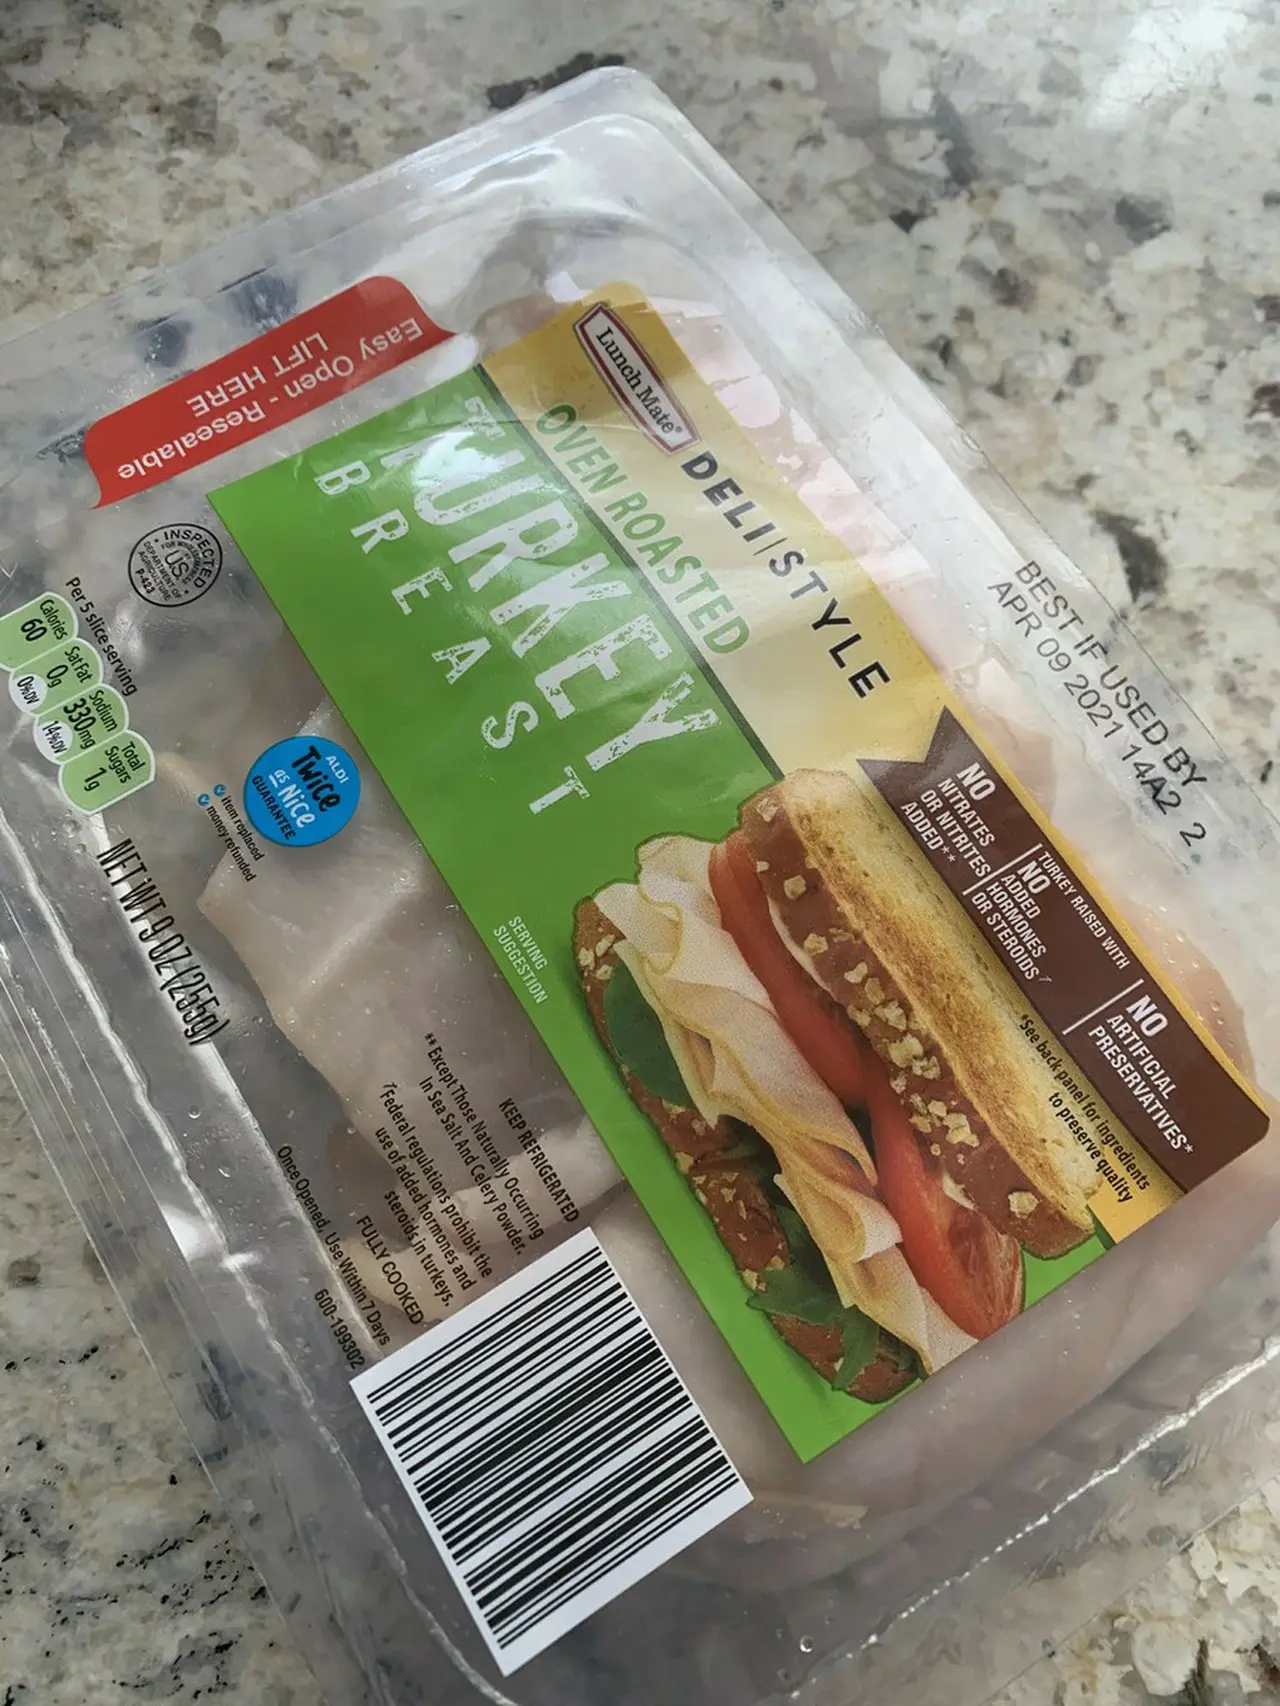 Easy Open - Resealable
LIFT HERE
Lunch Mate®
DELI STYLE
OVEN ROASTED
TURKEY
BREAST
BEST IF USED BY
APR 09 2021 14A2 2
NO
NITRATES
OR NITRITES
ADDED**
TURKEY RAISED WITH
NO
ADDED
HORMONES
OR STEROIDS†
NO
ARTIFICIAL
PRESERVATIVES*
*See back panel for ingredients
to preserve quality
SERVING
SUGGESTION
INSPECTED
FOR WHOLESOMENESS
BY
U.S.
DEPARTMENT OF
AGRICULTURE
P-423
Per 5 slice serving
Calories
60
Sat Fat
0g
0%DV
Sodium
330mg
14%DV
Total
Sugars
1g
ALDI
Twice
as Nice
GUARANTEE
item replaced
money refunded
NET WT 9 OZ (255g)
KEEP REFRIGERATED
** Except Those Naturally Occurring
In Sea Salt And Celery Powder.
†Federal regulations prohibit the
use of added hormones and
steroids in turkeys.
FULLY COOKED
Once Opened, Use Within 7 Days
600-199302